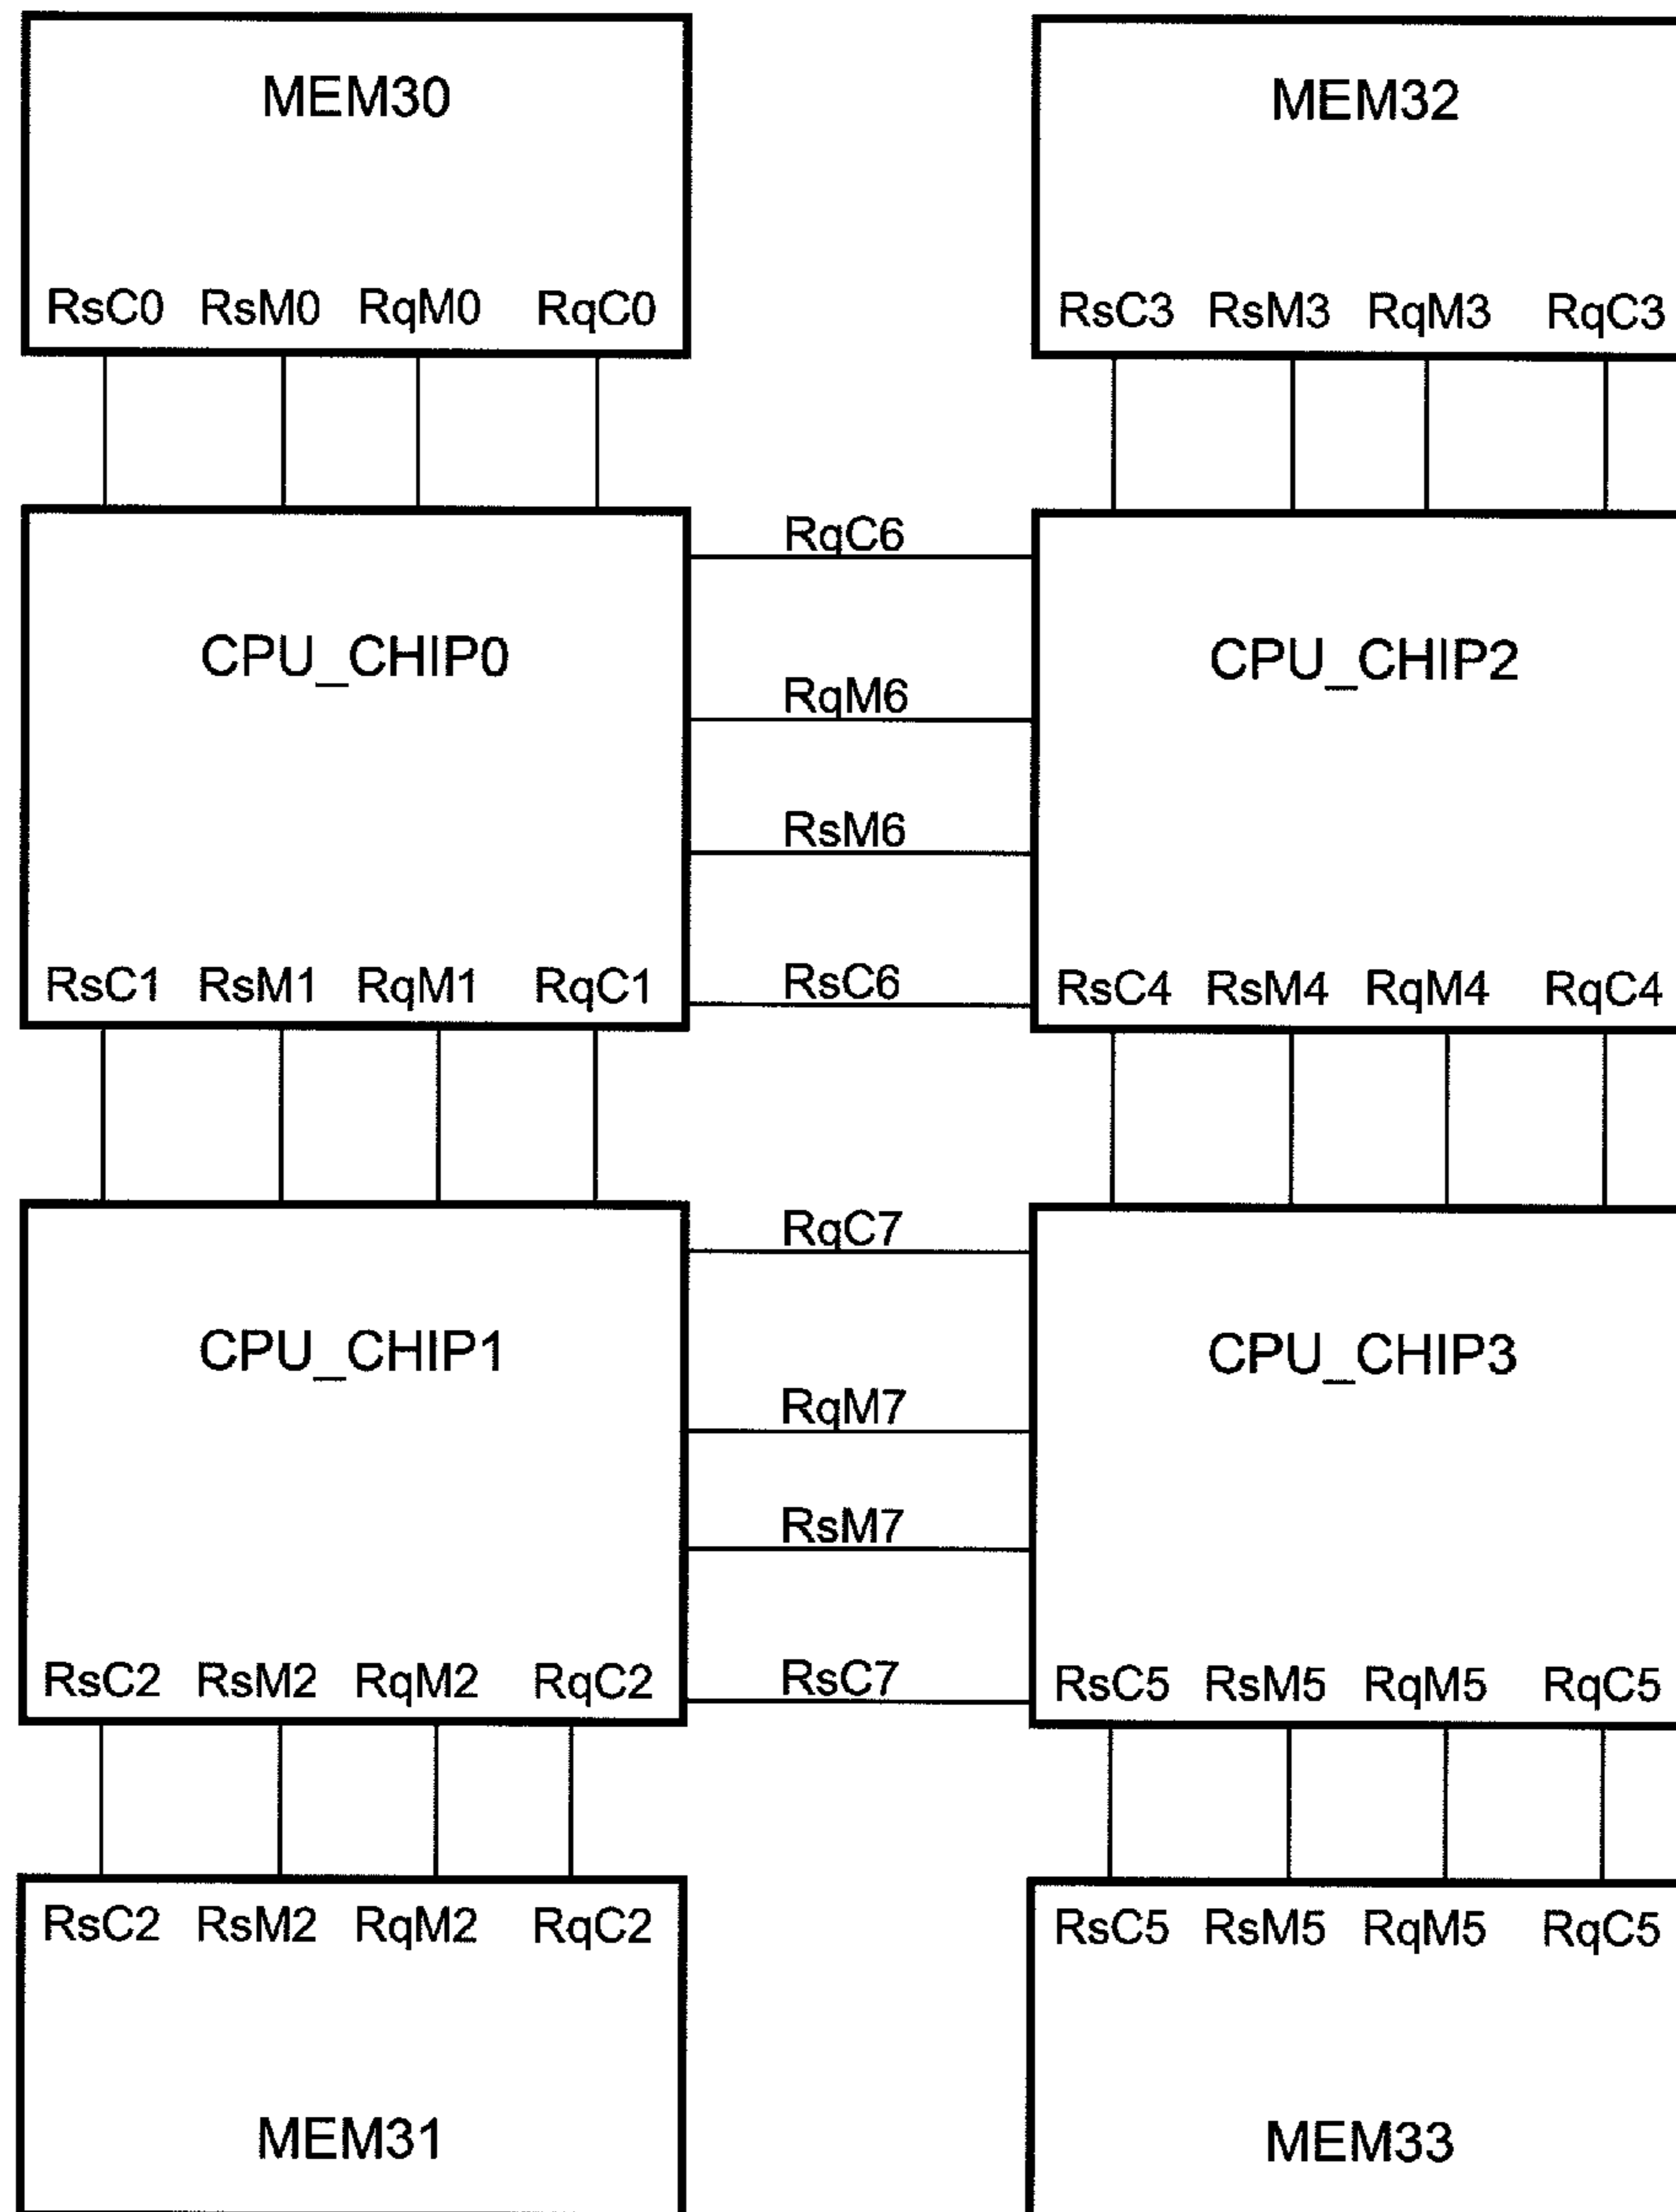 MEM30
MEM32
RsC0 RsM0 RqM0 RqC0
RsC3 RsM3 RqM3 RqC3
RqC6
CPU_CHIP0
CPU_CHIP2
RqM6
RsM6
RsC1 RsM1 RqM1 RqC1
RsC6
RsC4 RsM4 RqM4 RqC4
RqC7
CPU_CHIP1
CPU_CHIP3
RqM7
RsM7
RsC2 RsM2 RqM2 RqC2
RsC7
RsC5 RsM5 RqM5 RqC5
RsC2 RsM2 RqM2 RqC2
RsC5 RsM5 RqM5 RqC5
MEM31
MEM33